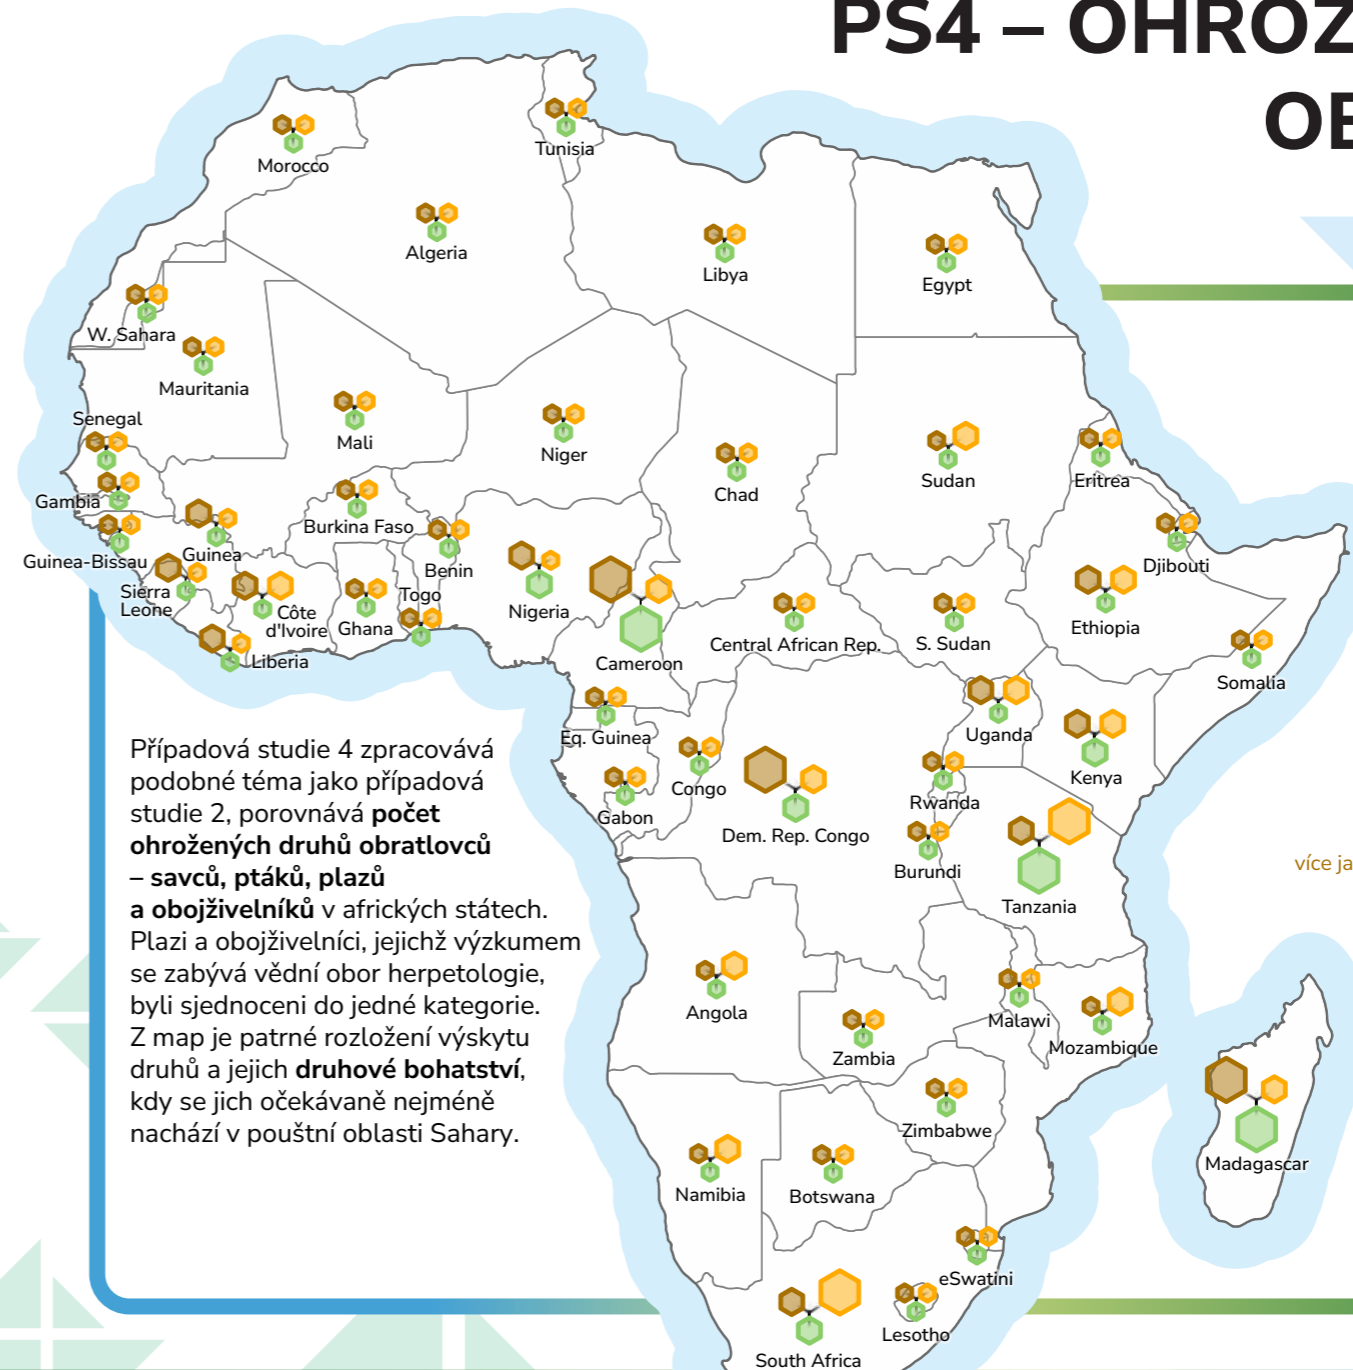 PS4 – OHROZ
OB
Morocco
Tunisia
Algeria
Libya
Egypt
W. Sahara
Mauritania
Senegal
Mali
Niger
Chad
Sudan
Eritrea
Gambia
Burkina Faso
Guinea-Bissau
Guinea
Benin
Djibouti
Sierra
Leone
Côte
d'Ivoire
Ghana
Togo
Nigeria
Ethiopia
Liberia
Cameroon
Central African Rep.
S. Sudan
Somalia
Eq. Guinea
Uganda
Kenya
Congo
Gabon
Rwanda
Dem. Rep. Congo
Burundi
Tanzania
Případová studie 4 zpracovává
podobné téma jako případová
studie 2, porovnává počet
ohrožených druhů obratlovců
– savců, ptáků, plazů
a obojživelníků v afrických státech.
Plazi a obojživelníci, jejichž výzkumem
se zabývá vědní obor herpetologie,
byli sjednoceni do jedné kategorie.
Z map je patrné rozložení výskytu
druhů a jejich druhové bohatství,
kdy se jich očekávaně nejméně
nachází v pouštní oblasti Sahary.
více ja
Angola
Zambia
Malawi
Mozambique
Zimbabwe
Namibia
Botswana
Madagascar
eSwatini
Lesotho
South Africa